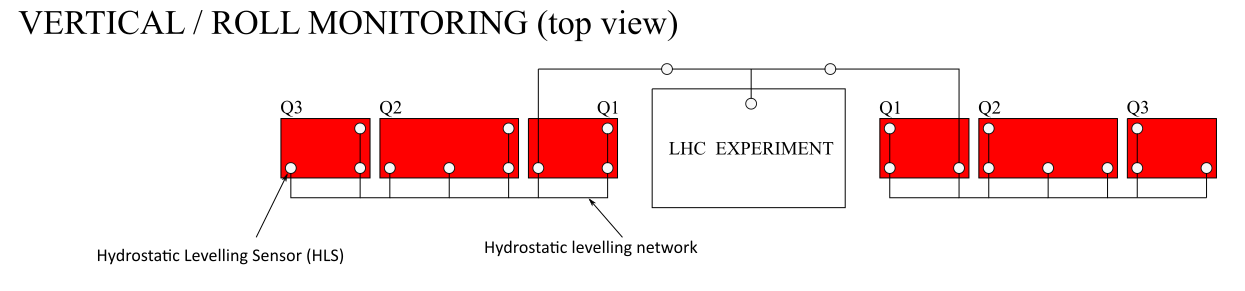 VERTICAL / ROLL MONITORING (top view)
Q3
Q2
Q1
Q1
Q2
Q3
LHC EXPERIMENT
Hydrostatic Levelling Sensor (HLS)
Hydrostatic levelling network